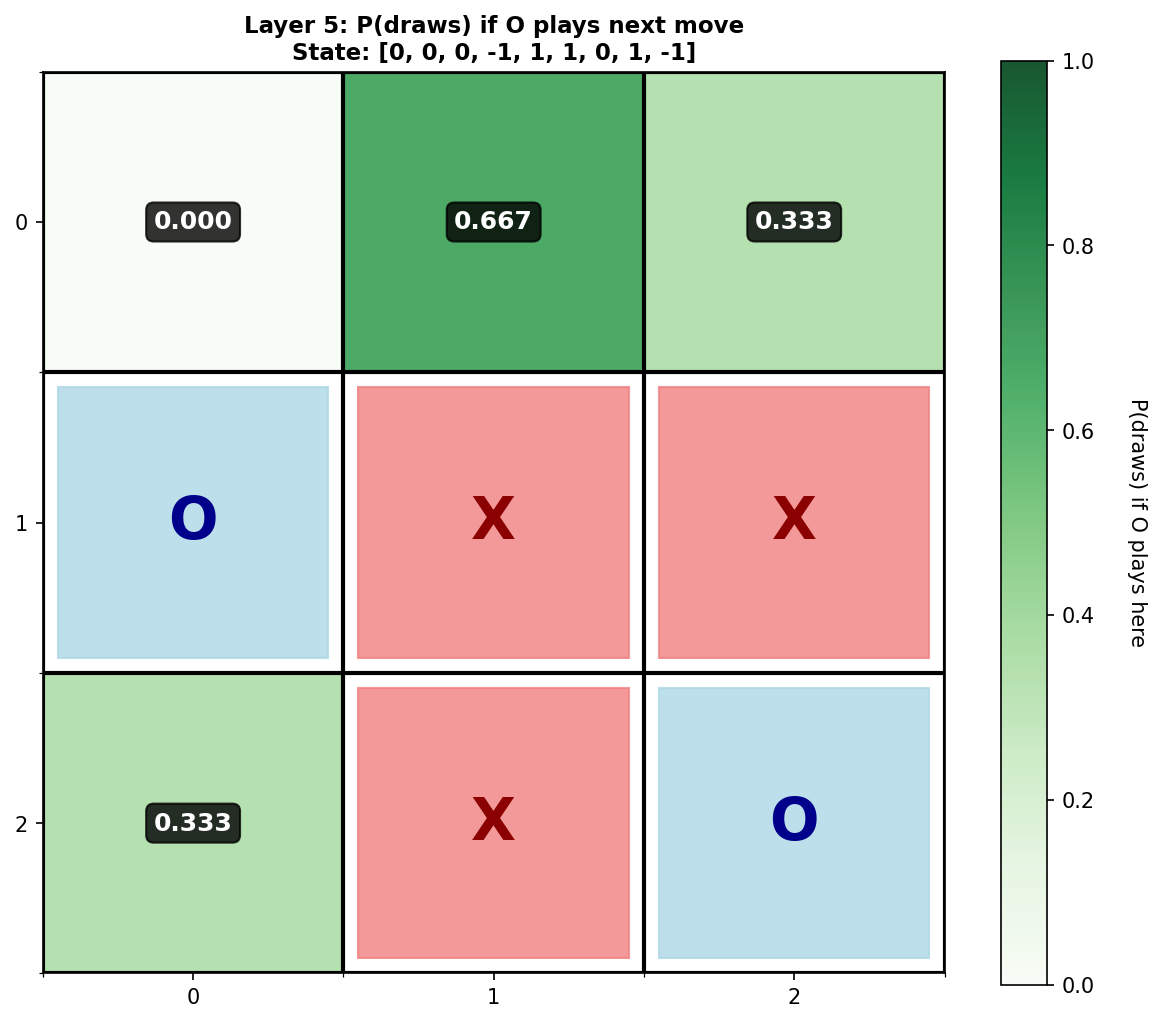 Layer 5: P(draws) if O plays next move
State: [0, 0, 0, -1, 1, 1, 0, 1, -1]
0
0.000
0.667
0.333
1
O
X
X
2
0.333
X
O
0
1
2
1.0
0.8
0.6
0.4
0.2
0.0
P(draws) if O plays here